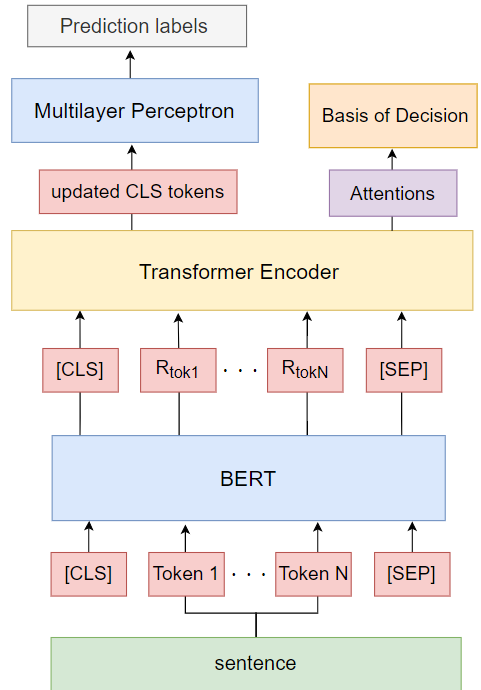 Prediction labels
Multilayer Perceptron
Basis of Decision
updated CLS tokens
Attentions
Transformer Encoder
[CLS] Rtok1 · · · RtokN [SEP]
BERT
[CLS] Token 1 · · · Token N [SEP]
sentence